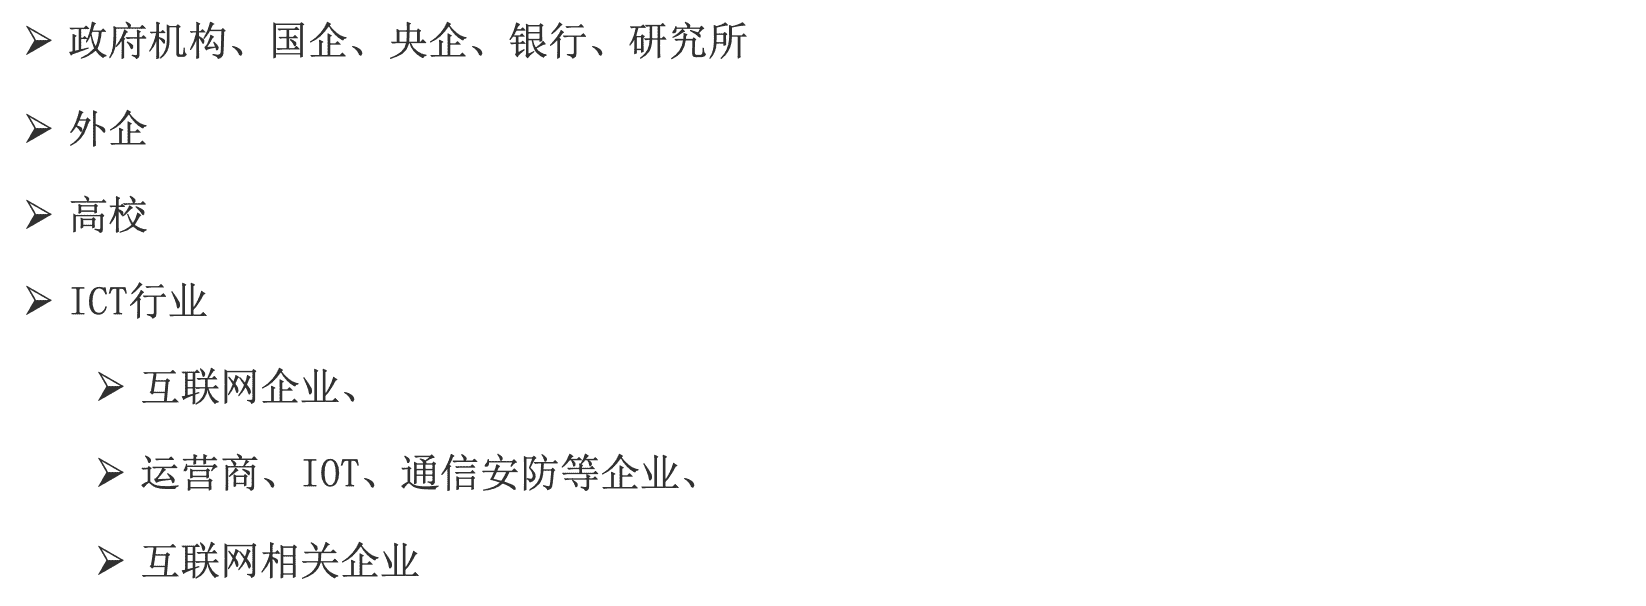 ➢ 政府机构、国企、央企、银行、研究所
➢ 外企
➢ 高校
➢ ICT行业
➢ 互联网企业、
➢ 运营商、IOT、通信安防等企业、
➢ 互联网相关企业